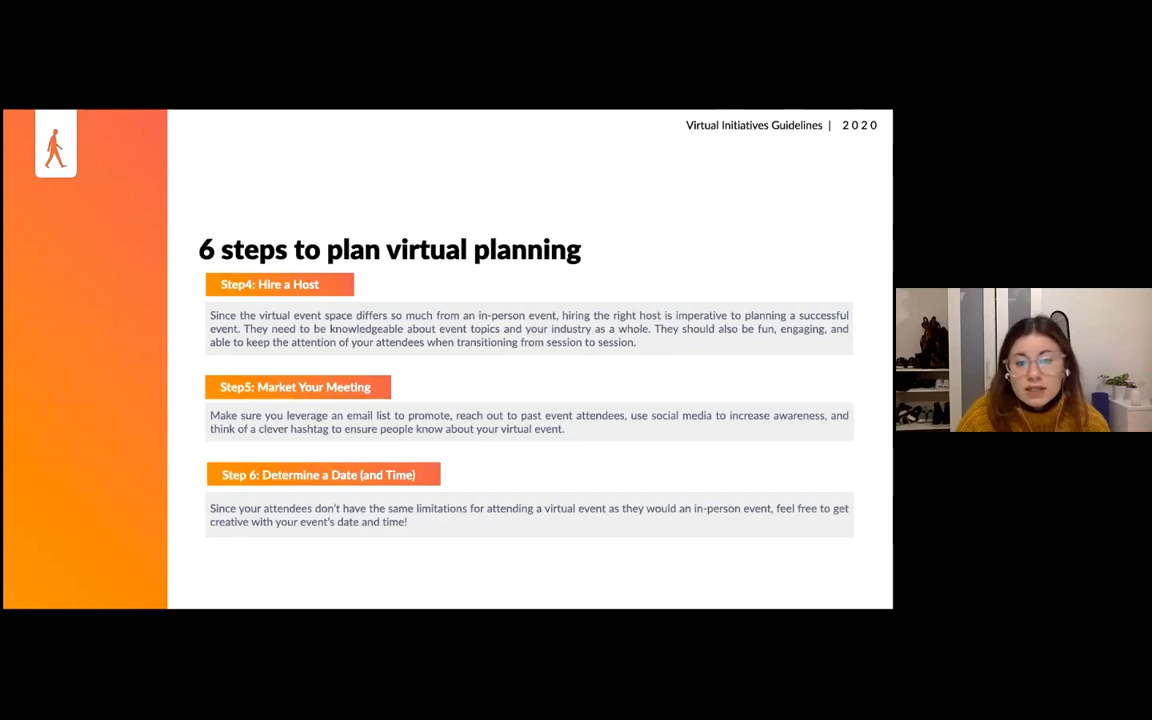 Virtual Initiatives Guidelines | 2020
6 steps to plan virtual planning
Step4: Hire a Host
Since the virtual event space differs so much from an in-person event, hiring the right host is imperative to planning a successful
event. They need to be knowledgeable about event topics and your industry as a whole. They should also be fun, engaging, and
able to keep the attention of your attendees when transitioning from session to session.
Step5: Market Your Meeting
Make sure you leverage an email list to promote, reach out to past event attendees, use social media to increase awareness, and
think of a clever hashtag to ensure people know about your virtual event.
Step 6: Determine a Date (and Time)
Since your attendees don't have the same limitations for attending a virtual event as they would an in-person event, feel free to get
creative with your event's date and time!